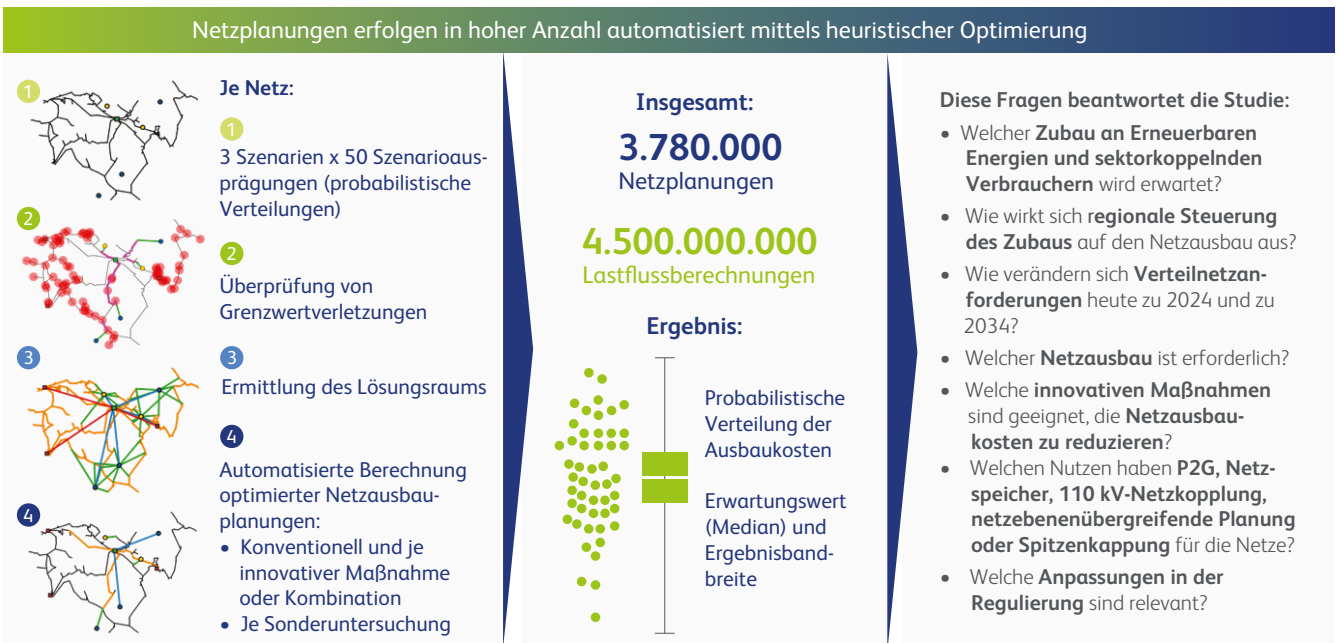 Netzplanungen erfolgen in hoher Anzahl automatisiert mittels heuristischer Optimierung
1
2
3
4
Je Netz:
1
3 Szenarien x 50 Szenarioaus-
prägungen (probabilistische
Verteilungen)
2
Überprüfung von
Grenzwertverletzungen
3
Ermittlung des Lösungsraums
4
Automatisierte Berechnung
optimierter Netzausbau-
planungen:
• Konventionell und je
innovativer Maßnahme
oder Kombination
• Je Sonderuntersuchung
Insgesamt:
3.780.000
Netzplanungen
4.500.000.000
Lastflussberechnungen
Ergebnis:
Probabilistische
Verteilung der
Ausbaukosten
Erwartungswert
(Median) und
Ergebnisband-
breite
Diese Fragen beantwortet die Studie:
• Welcher Zubau an Erneuerbaren
Energien und sektorkoppelnden
Verbrauchern wird erwartet?
• Wie wirkt sich regionale Steuerung
des Zubaus auf den Netzausbau aus?
• Wie verändern sich Verteilnetzan-
forderungen heute zu 2024 und zu
2034?
• Welcher Netzausbau ist erforderlich?
• Welche innovativen Maßnahmen
sind geeignet, die Netzausbau-
kosten zu reduzieren?
• Welchen Nutzen haben P2G, Netz-
speicher, 110 kV-Netzkopplung,
netzebenenübergreifende Planung
oder Spitzenkappung für die Netze?
• Welche Anpassungen in der
Regulierung sind relevant?